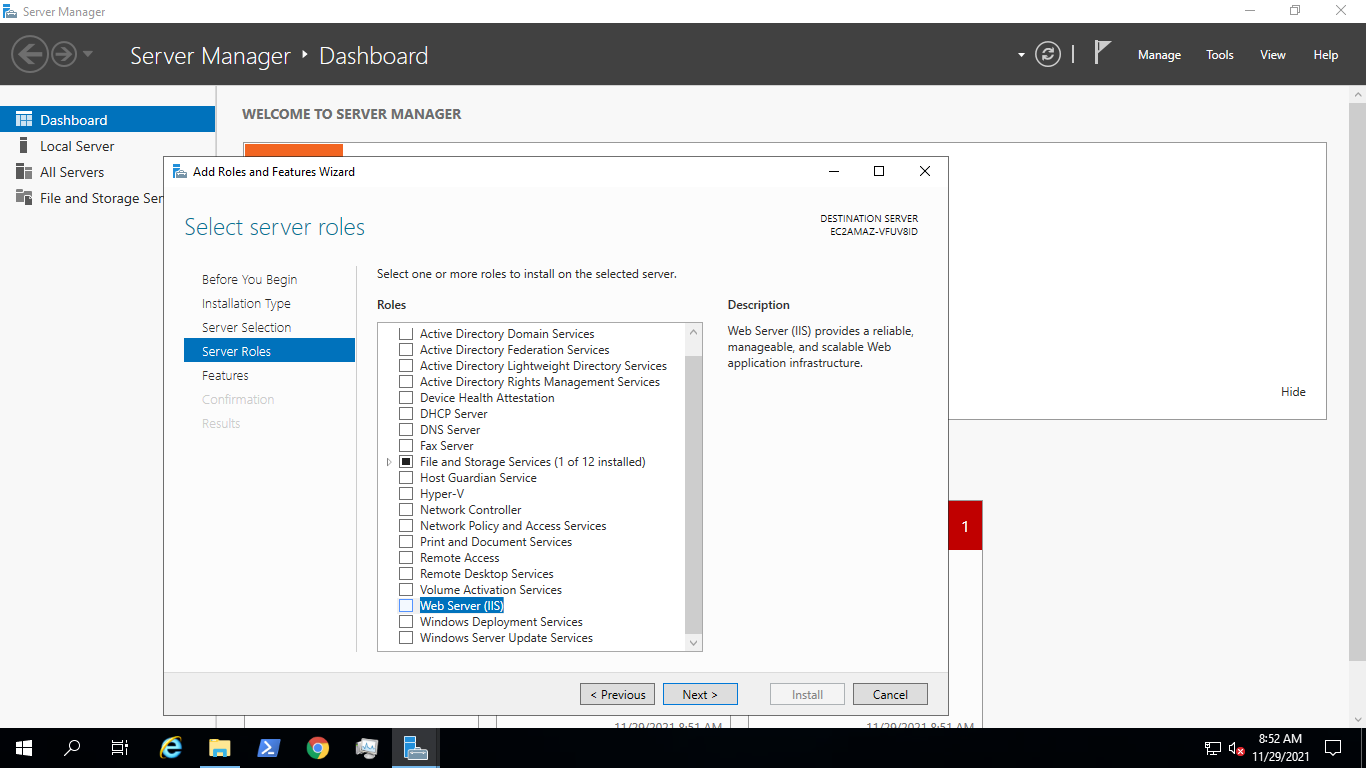 Server Manager
Server Manager ‣ Dashboard
Manage Tools View Help
Dashboard
Local Server
All Servers
File and Storage Ser
WELCOME TO SERVER MANAGER
Hide
1
Add Roles and Features Wizard
Select server roles
DESTINATION SERVER
EC2AMAZ-VFUV8ID
Before You Begin
Installation Type
Server Selection
Server Roles
Features
Confirmation
Results
Select one or more roles to install on the selected server.
Roles
Active Directory Domain Services
Active Directory Federation Services
Active Directory Lightweight Directory Services
Active Directory Rights Management Services
Device Health Attestation
DHCP Server
DNS Server
Fax Server
File and Storage Services (1 of 12 installed)
Host Guardian Service
Hyper-V
Network Controller
Network Policy and Access Services
Print and Document Services
Remote Access
Remote Desktop Services
Volume Activation Services
Web Server (IIS)
Windows Deployment Services
Windows Server Update Services
Description
Web Server (IIS) provides a reliable,
manageable, and scalable Web
application infrastructure.
< Previous Next > Install Cancel
11/29/2021 8:51 AM 11/29/2021 8:51 AM
8:52 AM
11/29/2021